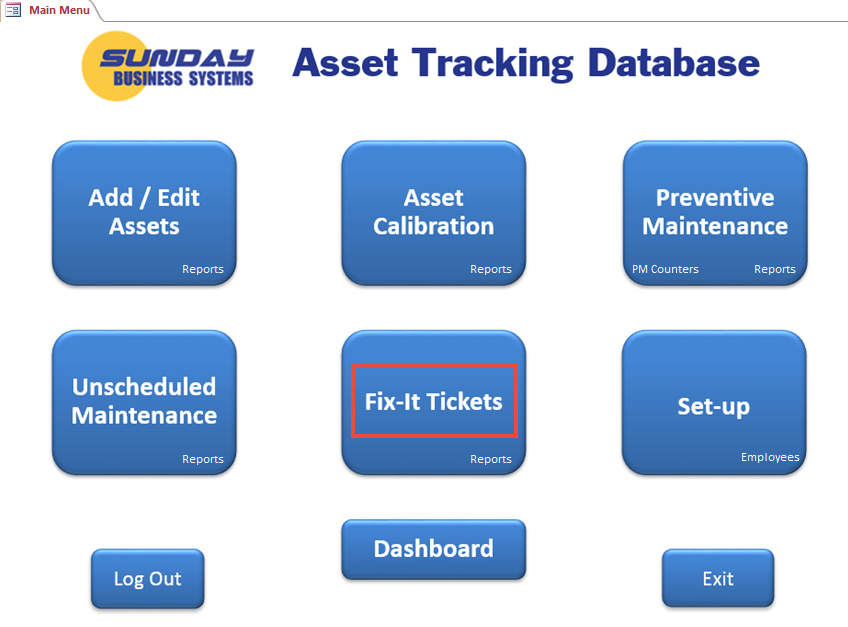 Main Menu
SUNDAY
BUSINESS SYSTEMS
Asset Tracking Database
Add / Edit
Assets
Reports
Asset
Calibration
Reports
Preventive
Maintenance
PM Counters
Reports
Unscheduled
Maintenance
Reports
Fix-It Tickets
Reports
Set-up
Employees
Dashboard
Log Out
Exit